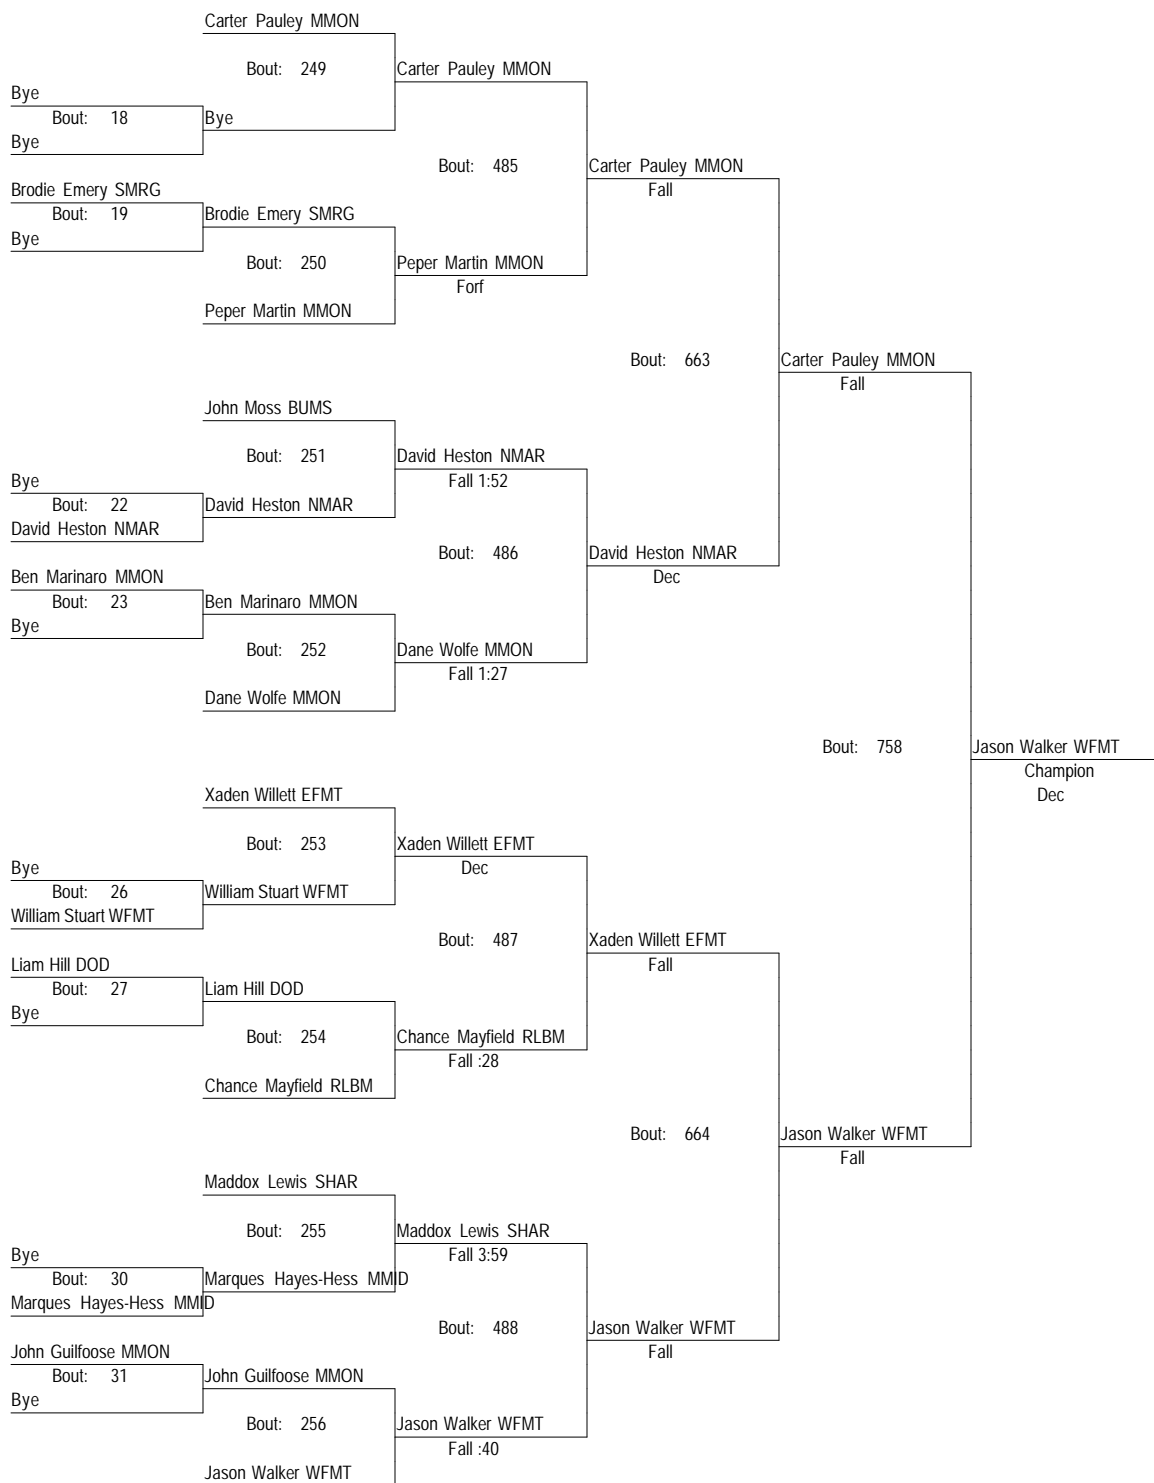 Carter Pauley MMON
Bout: 249
Carter Pauley MMON
Bye
Bout: 18
Bye
Bye
Bout: 485
Carter Pauley MMON
Fall
Brodie Emery SMRG
Bout: 19
Brodie Emery SMRG
Bye
Bout: 250
Peper Martin MMON
Forf
Peper Martin MMON
Bout: 663
Carter Pauley MMON
Fall
John Moss BUMS
Bout: 251
David Heston NMAR
Fall 1:52
Bye
Bout: 22
David Heston NMAR
David Heston NMAR
Bout: 486
David Heston NMAR
Dec
Ben Marinaro MMON
Bout: 23
Ben Marinaro MMON
Bye
Bout: 252
Dane Wolfe MMON
Fall 1:27
Dane Wolfe MMON
Bout: 758
Jason Walker WFMT
Champion
Dec
Xaden Willett EFMT
Bout: 253
Xaden Willett EFMT
Dec
Bye
Bout: 26
William Stuart WFMT
William Stuart WFMT
Bout: 487
Xaden Willett EFMT
Fall
Liam Hill DOD
Bout: 27
Liam Hill DOD
Bye
Bout: 254
Chance Mayfield RLBM
Fall :28
Chance Mayfield RLBM
Bout: 664
Jason Walker WFMT
Fall
Maddox Lewis SHAR
Bout: 255
Maddox Lewis SHAR
Fall 3:59
Bye
Bout: 30
Marques Hayes-Hess MMID
Marques Hayes-Hess MMID
Bout: 488
Jason Walker WFMT
Fall
John Guilfoose MMON
Bout: 31
John Guilfoose MMON
Bye
Bout: 256
Jason Walker WFMT
Fall :40
Jason Walker WFMT